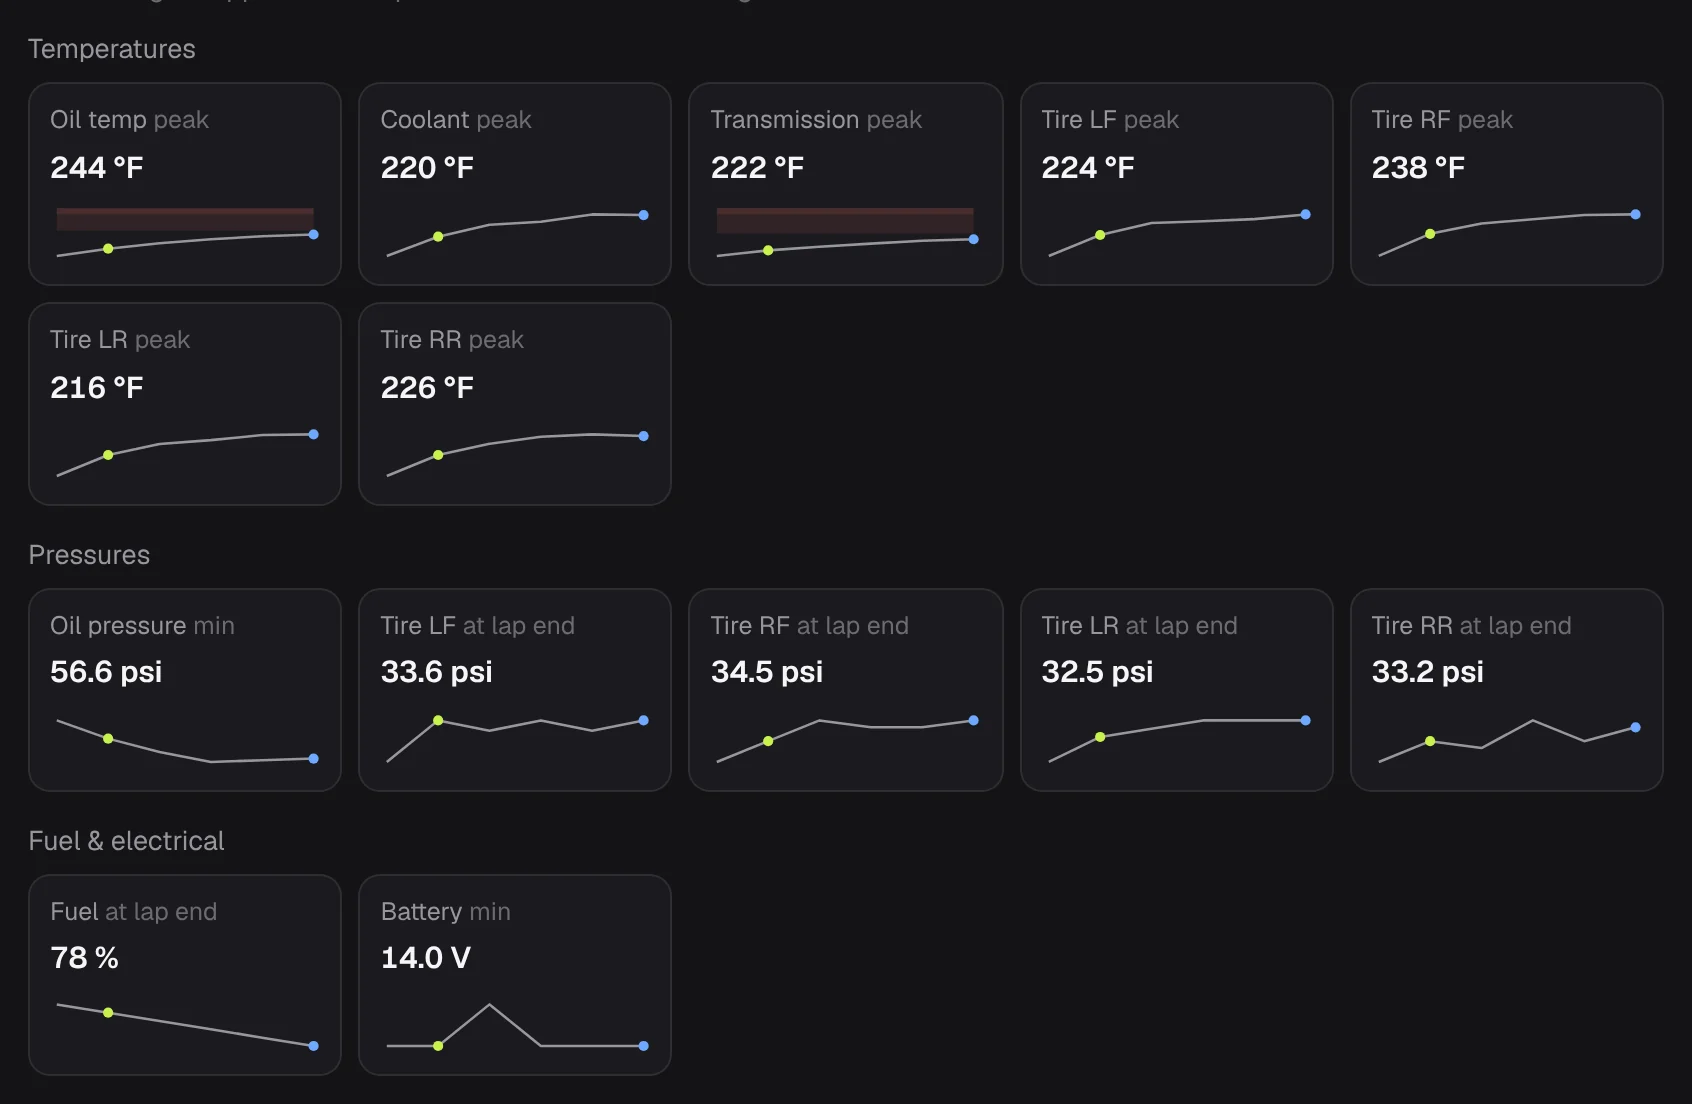 Temperatures
Oil temp peak
244 °F
Coolant peak
220 °F
Transmission peak
222 °F
Tire LF peak
224 °F
Tire RF peak
238 °F
Tire LR peak
216 °F
Tire RR peak
226 °F
Pressures
Oil pressure min
56.6 psi
Tire LF at lap end
33.6 psi
Tire RF at lap end
34.5 psi
Tire LR at lap end
32.5 psi
Tire RR at lap end
33.2 psi
Fuel & electrical
Fuel at lap end
78 %
Battery min
14.0 V